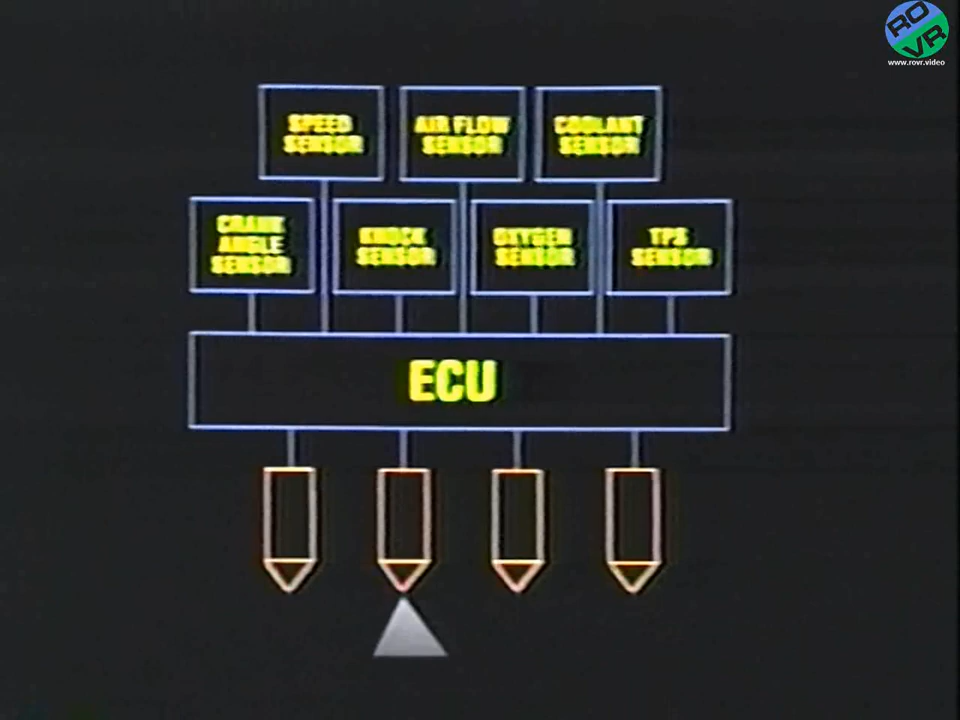 RO
VR
www.rovr.video
SPEED
SENSOR
AIR FLOW
SENSOR
COOLANT
SENSOR
CRANK
ANGLE
SENSOR
KNOCK
SENSOR
OXYGEN
SENSOR
TPS
SENSOR
ECU